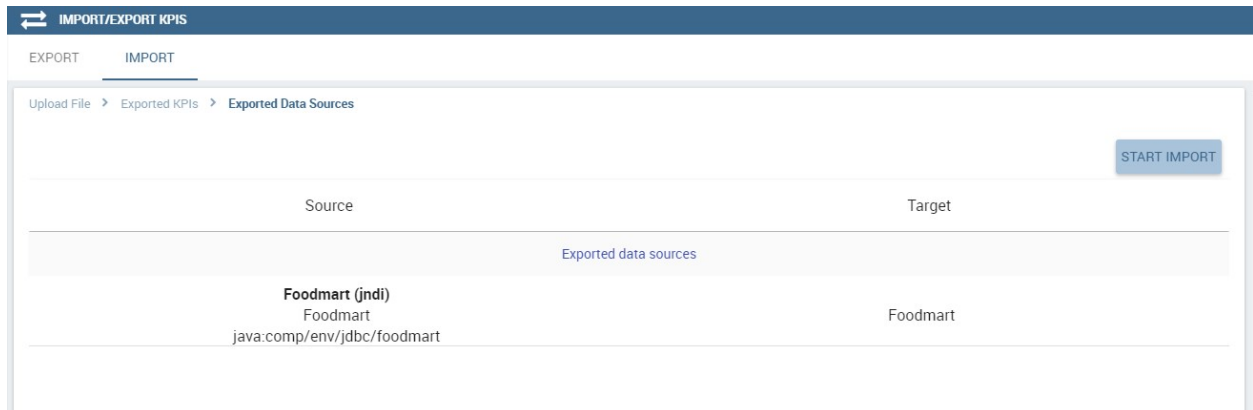 IMPORT/EXPORT KPIS
EXPORT IMPORT
Upload File > Exported KPIs > Exported Data Sources
START IMPORT
Source Target
Exported data sources
Foodmart (jndi)
Foodmart Foodmart
java:comp/env/jdbc/foodmart